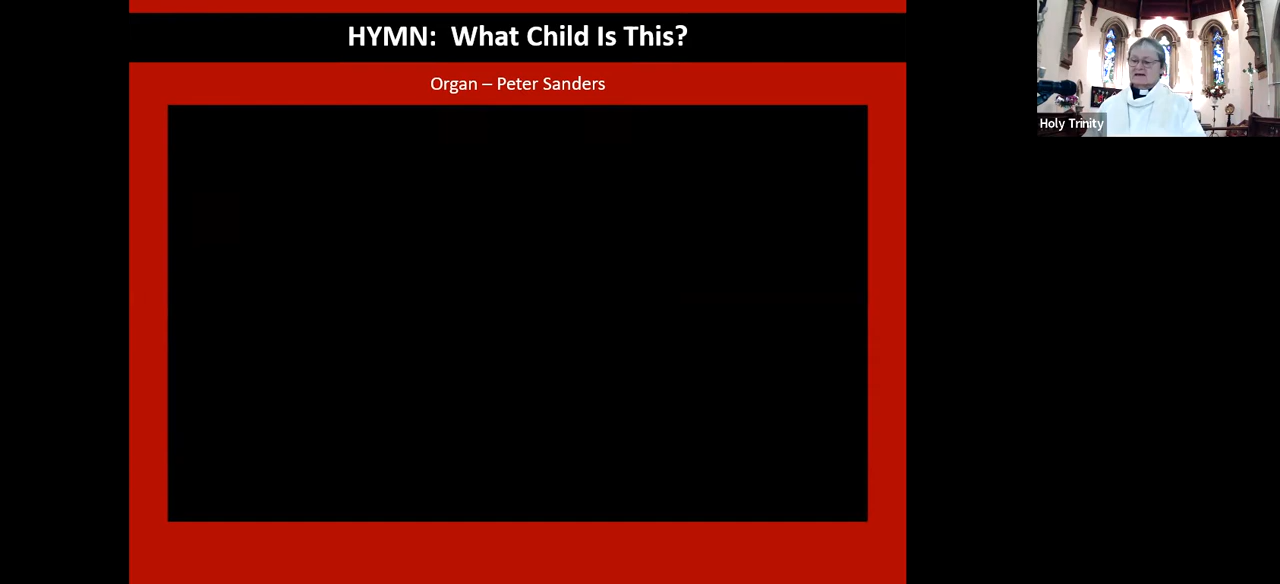 HYMN:  What Child Is This?
Organ – Peter Sanders
Holy Trinity